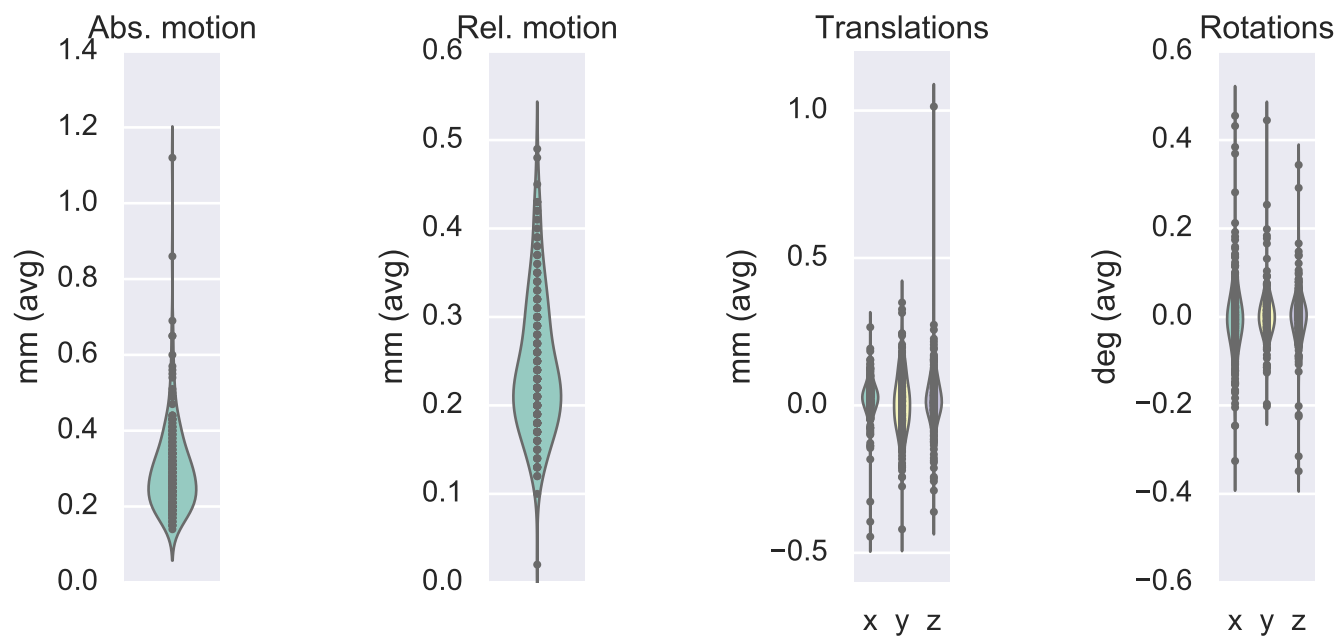 Abs. motion
1.4
1.2
1.0
0.8
0.6
0.4
0.2
0.0
mm (avg)
Rel. motion
0.6
0.5
0.4
0.3
0.2
0.1
0.0
mm (avg)
Translations
1.0
0.5
0.0
−0.5
mm (avg)
x y z
Rotations
0.6
0.4
0.2
0.0
−0.2
−0.4
−0.6
deg (avg)
x y z